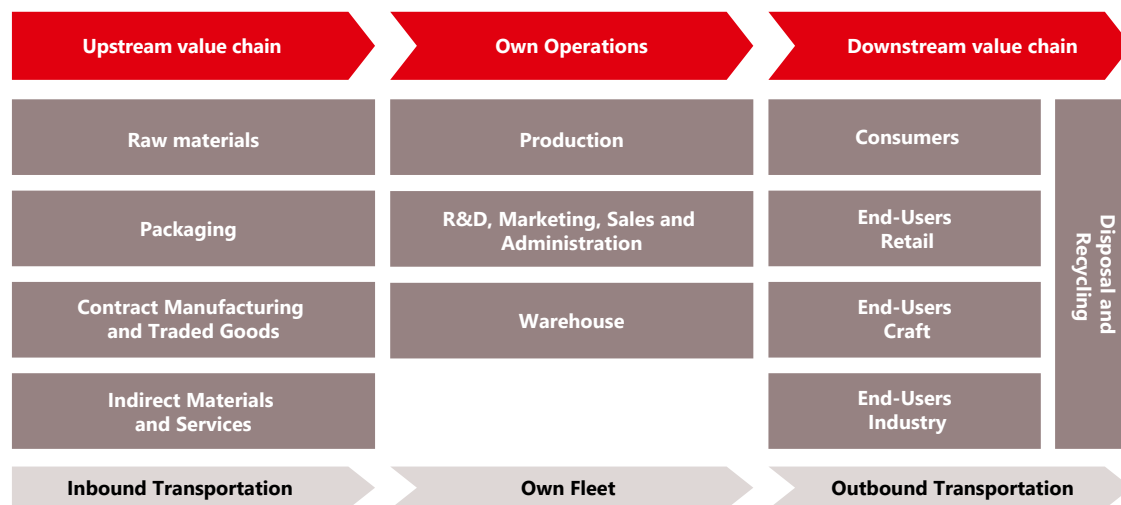 Upstream value chain
Own Operations
Downstream value chain
Raw materials
Production
Consumers
Packaging
R&D, Marketing, Sales and
Administration
End-Users
Retail
Contract Manufacturing
and Traded Goods
Warehouse
End-Users
Craft
Indirect Materials
and Services
End-Users
Industry
Disposal and
Recycling
Inbound Transportation
Own Fleet
Outbound Transportation